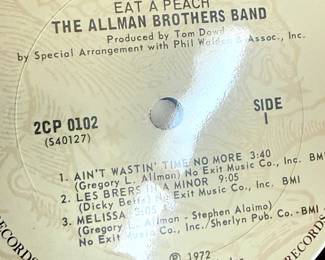 EAT A PEACH
THE ALLMAN BROTHERS BAND
Produced by Tom Dowd
by Special Arrangement with Phil Walden & Assoc., Inc.
2CP 0102
(S40127)
SIDE
1
1. AIN'T WASTIN' TIME NO MORE 3:40
(Gregory L. Allman) No Exit Music Co., Inc. BMI
2. LES BRERS IN A MINOR 9:05
(Dicky Betts) No Exit Music Co., Inc. BMI
3. MELISSA 3:05
(Gregory L. Allman - Stephen Alaimo)
No Exit Music Co., Inc./Sherlyn Pub. Co. - BMI
℗ 1972
RECORDS
RECORDS